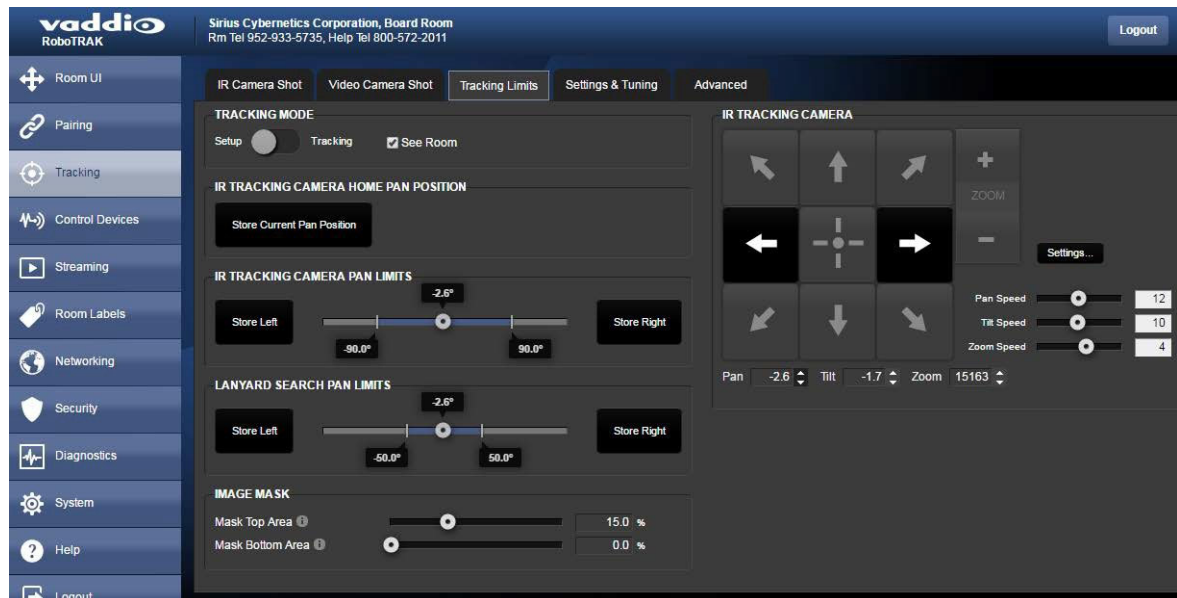 vaddio
RoboTRAK
Sirius Cybernetics Corporation, Board Room
Rm Tel 952-933-5735, Help Tel 800-572-2011
Logout
Room UI
Pairing
Tracking
Control Devices
Streaming
Room Labels
Networking
Security
Diagnostics
System
Help
Logout
IR Camera Shot
Video Camera Shot
Tracking Limits
Settings & Tuning
Advanced
TRACKING MODE
Setup
Tracking
See Room
IR TRACKING CAMERA HOME PAN POSITION
Store Current Pan Position
IR TRACKING CAMERA PAN LIMITS
-2.6°
Store Left
Store Right
-90.0°
90.0°
LANYARD SEARCH PAN LIMITS
-2.6°
Store Left
Store Right
-50.0°
50.0°
IMAGE MASK
Mask Top Area
15.0 %
Mask Bottom Area
0.0 %
IR TRACKING CAMERA
ZOOM
Settings...
Pan Speed 12
Tilt Speed 10
Zoom Speed 4
Pan -2.6 Tilt -1.7 Zoom 15163